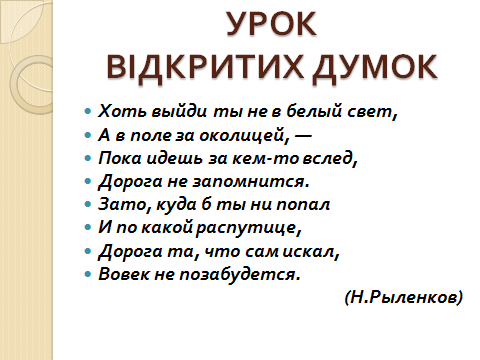 УРОК
ВІДКРИТИХ ДУМОК
• Хоть выйди ты не в белый свет,
• А в поле за околицей, —
• Пока идешь за кем-то вслед,
• Дорога не запомнится.
• Зато, куда б ты ни попал
• И по какой распутице,
• Дорога та, что сам искал,
• Вовек не позабудется.
(Н.Рыленков)